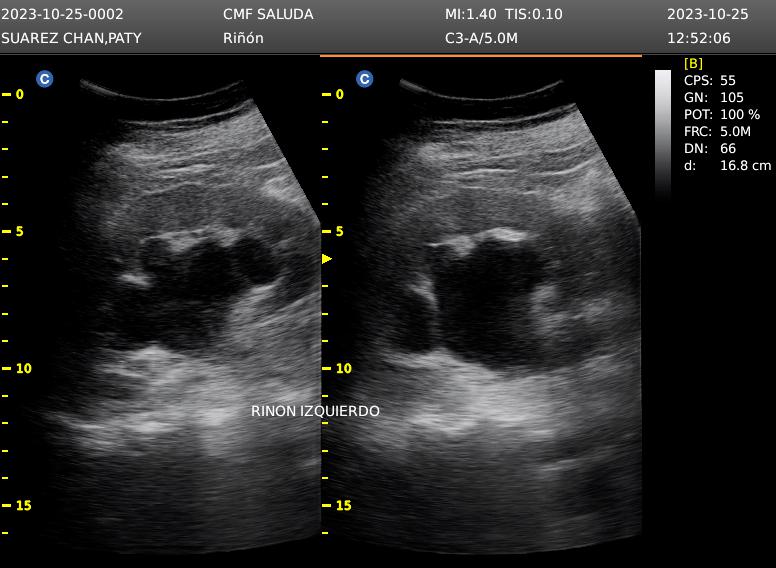 2023-10-25-0002 CMF SALUDA MI:1.40 TIS:0.10 2023-10-25
SUAREZ CHAN,PATY Riñón C3-A/5.0M 12:52:06
C C
[B]
CPS: 55
GN: 105
POT: 100 %
FRC: 5.0M
DN: 66
d: 16.8 cm
0 0
5 5
10 10
RINON IZQUIERDO
15 15